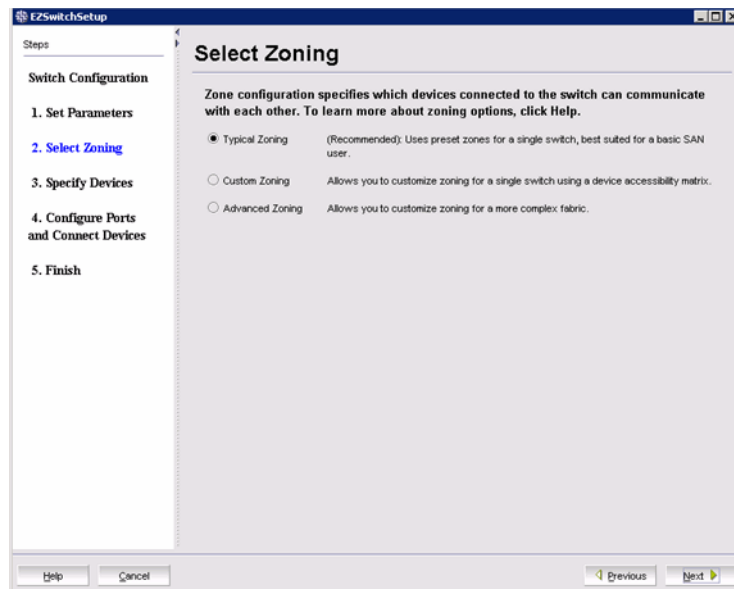 EZSwitchSetup
Steps
Switch Configuration
1. Set Parameters
2. Select Zoning
3. Specify Devices
4. Configure Ports
and Connect Devices
5. Finish
Select Zoning
Zone configuration specifies which devices connected to the switch can communicate
with each other. To learn more about zoning options, click Help.
Typical Zoning (Recommended): Uses preset zones for a single switch, best suited for a basic SAN
user.
Custom Zoning Allows you to customize zoning for a single switch using a device accessibility matrix.
Advanced Zoning Allows you to customize zoning for a more complex fabric.
Help Cancel Previous Next